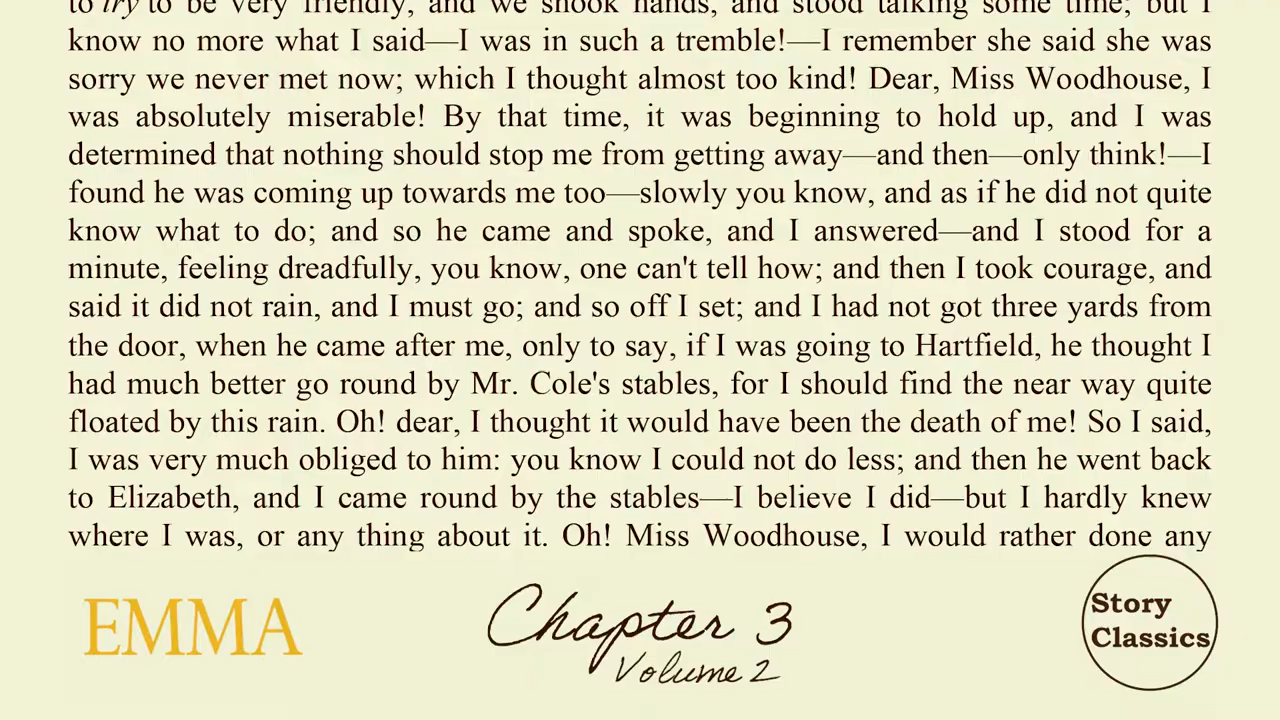 to try to be very friendly, and we shook hands, and stood talking some time; but I
know no more what I said—I was in such a tremble!—I remember she said she was
sorry we never met now; which I thought almost too kind! Dear, Miss Woodhouse, I
was absolutely miserable! By that time, it was beginning to hold up, and I was
determined that nothing should stop me from getting away—and then—only think!—I
found he was coming up towards me too—slowly you know, and as if he did not quite
know what to do; and so he came and spoke, and I answered—and I stood for a
minute, feeling dreadfully, you know, one can't tell how; and then I took courage, and
said it did not rain, and I must go; and so off I set; and I had not got three yards from
the door, when he came after me, only to say, if I was going to Hartfield, he thought I
had much better go round by Mr. Cole's stables, for I should find the near way quite
floated by this rain. Oh! dear, I thought it would have been the death of me! So I said,
I was very much obliged to him: you know I could not do less; and then he went back
to Elizabeth, and I came round by the stables—I believe I did—but I hardly knew
where I was, or any thing about it. Oh! Miss Woodhouse, I would rather done any
EMMA
Chapter 3
Volume 2
Story
Classics